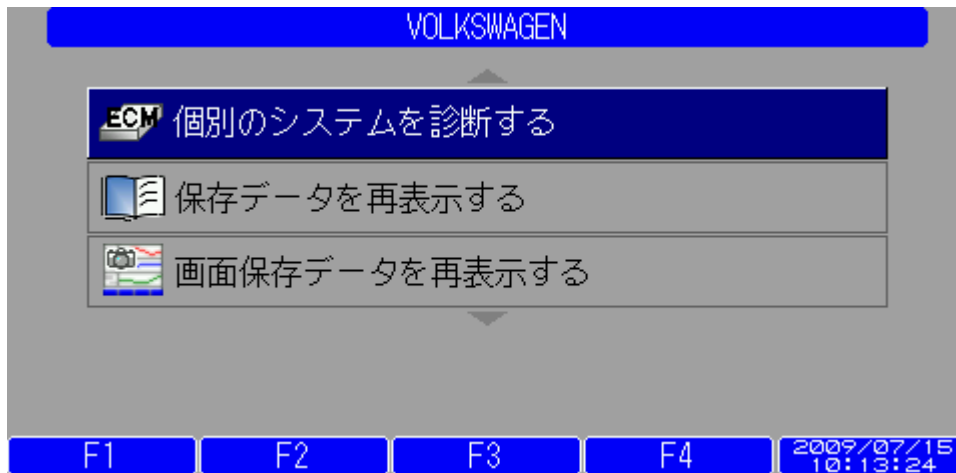 VOLKSWAGEN
ECM 個別のシステムを診断する
保存データを再表示する
画面保存データを再表示する
F1 F2 F3 F4 2009/07/15
10:13:24